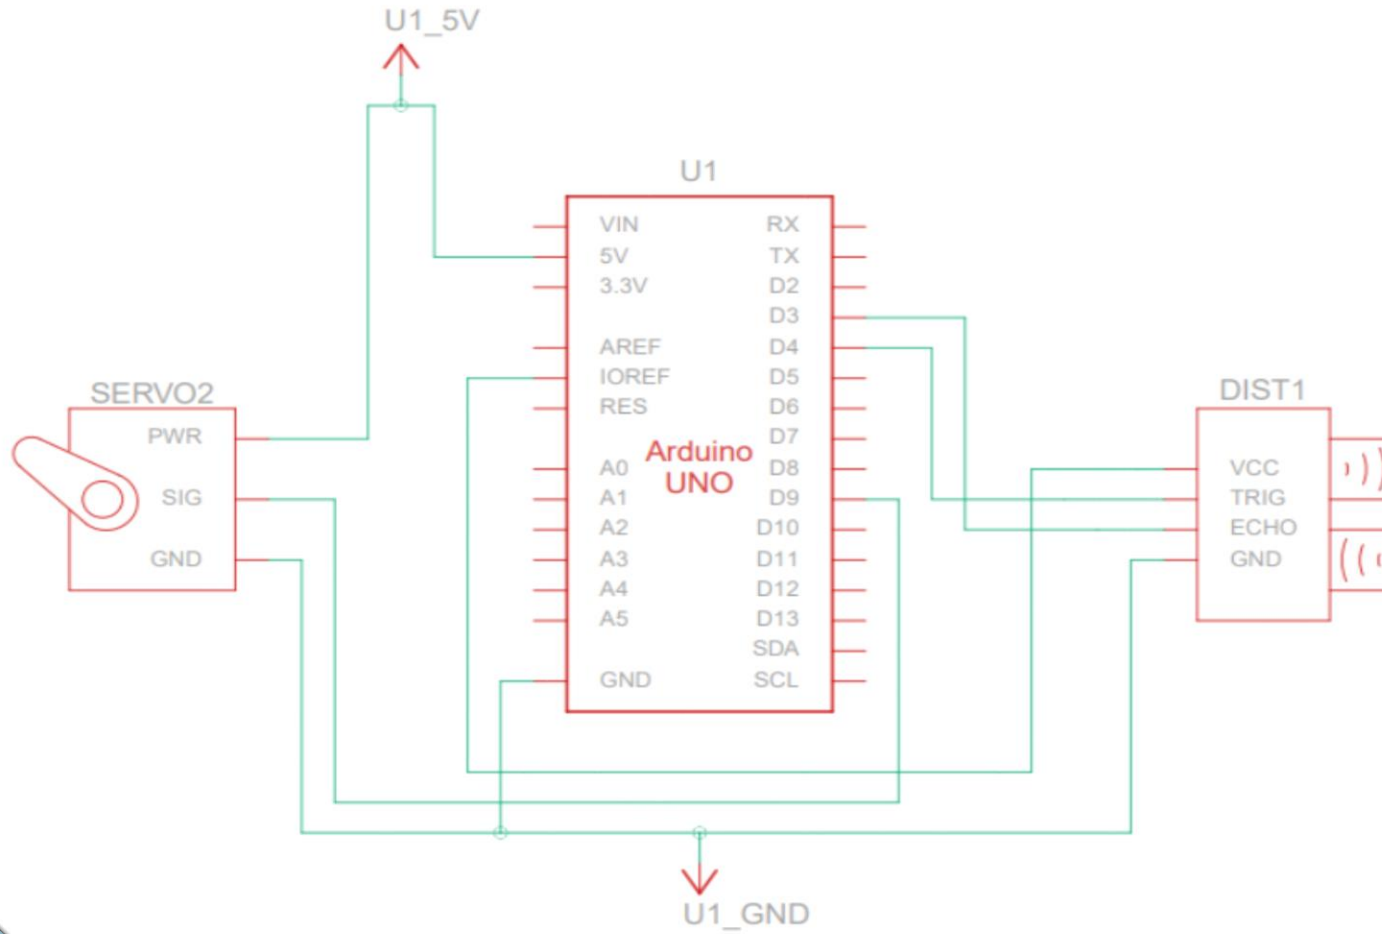 U1_5V
U1
VIN RX
5V TX
3.3V D2
D3
AREF D4
IOREF D5
RES D6
D7
Arduino
UNO
A0 D8
A1 D9
A2 D10
A3 D11
A4 D12
A5 D13
SDA
GND SCL
SERVO2
PWR
SIG
GND
DIST1
VCC
TRIG
ECHO
GND
U1_GND